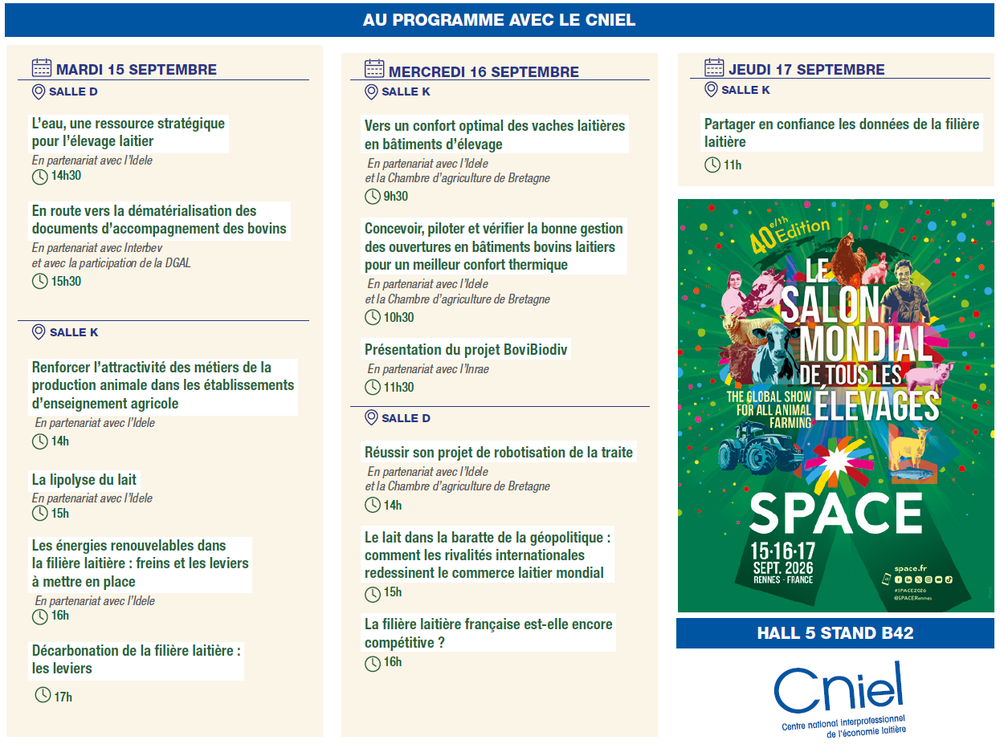 AU PROGRAMME AVEC LE CNIEL
MARDI 15 SEPTEMBRE
SALLE D
L'eau, une ressource stratégique
pour l'élevage laitier
En partenariat avec l'Idele
14h30
En route vers la dématérialisation des
documents d'accompagnement des bovins
En partenariat avec Interbev
et avec la participation de la DGAL
15h30
SALLE K
Renforcer l'attractivité des métiers de la
production animale dans les établissements
d'enseignement agricole
En partenariat avec l'Idele
14h
La lipolyse du lait
En partenariat avec l'Idele
15h
Les énergies renouvelables dans
la filière laitière : freins et les leviers
à mettre en place
En partenariat avec l'Idele
16h
Décarbonation de la filière laitière :
les leviers
17h
MERCREDI 16 SEPTEMBRE
SALLE K
Vers un confort optimal des vaches laitières
en bâtiments d'élevage
En partenariat avec l'Idele
et la Chambre d'agriculture de Bretagne
9h30
Concevoir, piloter et vérifier la bonne gestion
des ouvertures en bâtiments bovins laitiers
pour un meilleur confort thermique
En partenariat avec l'Idele
et la Chambre d'agriculture de Bretagne
10h30
Présentation du projet BoviBiodiv
En partenariat avec l'Inrae
11h30
SALLE D
Réussir son projet de robotisation de la traite
En partenariat avec l'Idele
et la Chambre d'agriculture de Bretagne
14h
Le lait dans la baratte de la géopolitique :
comment les rivalités internationales
redessinent le commerce laitier mondial
15h
La filière laitière française est-elle encore
compétitive ?
16h
JEUDI 17 SEPTEMBRE
SALLE K
Partager en confiance les données de la filière
laitière
11h
40e/th Edition
LE
SALON
MONDIAL
DE TOUS LES
ÉLEVAGES
THE GLOBAL SHOW
FOR ALL ANIMAL
FARMING
SPACE
15·16·17
SEPT. 2026
RENNES - FRANCE
space.fr
#SPACE2026
@SPACERennes
HALL 5 STAND B42
Cniel
Centre national interprofessionnel
de l'économie laitière